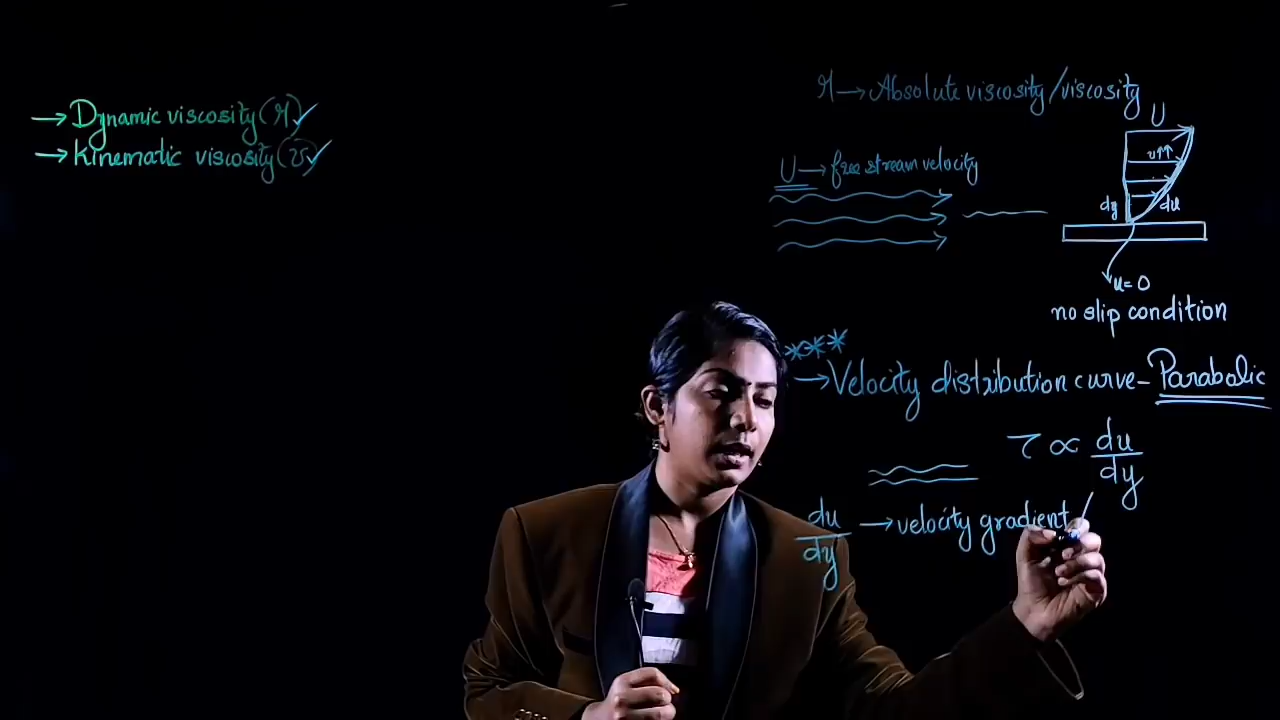 → Dynamic viscosity (μ) ✓
→ Kinematic viscosity (ν) ✓
μ → Absolute viscosity / viscosity
U → free stream velocity
U
u↑↑
dy du
u = 0
no slip condition
*** → Velocity distribution curve - Parabolic
τ ∝ du/dy
du/dy → velocity gradient /